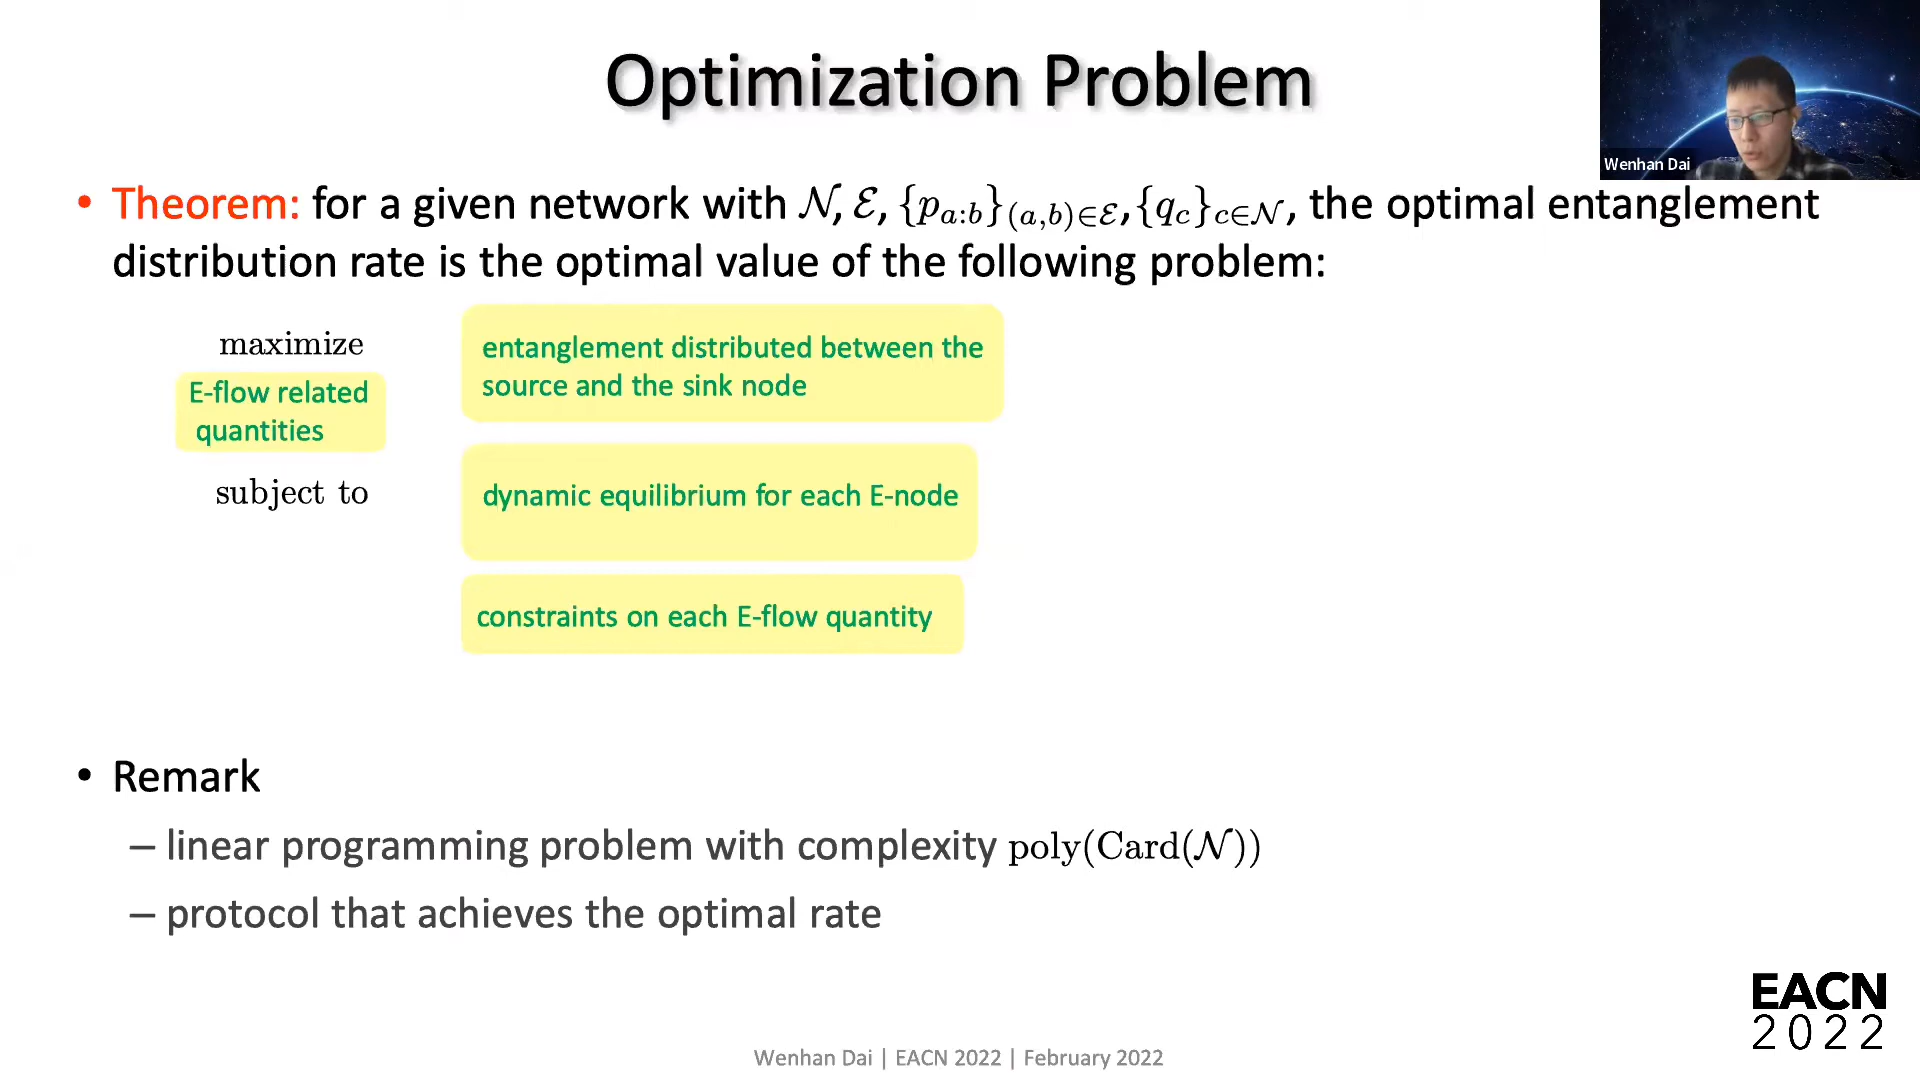 Optimization Problem
Wenhan Dai
• Theorem: for a given network with 𝒩, ℰ, {p_{a:b}}_{(a,b)∈ℰ}, {q_c}_{c∈𝒩}, the optimal entanglement
distribution rate is the optimal value of the following problem:
maximize
E-flow related
quantities
entanglement distributed between the
source and the sink node
subject to
dynamic equilibrium for each E-node
constraints on each E-flow quantity
• Remark
– linear programming problem with complexity poly(Card(𝒩))
– protocol that achieves the optimal rate
EACN
2022
Wenhan Dai | EACN 2022 | February 2022